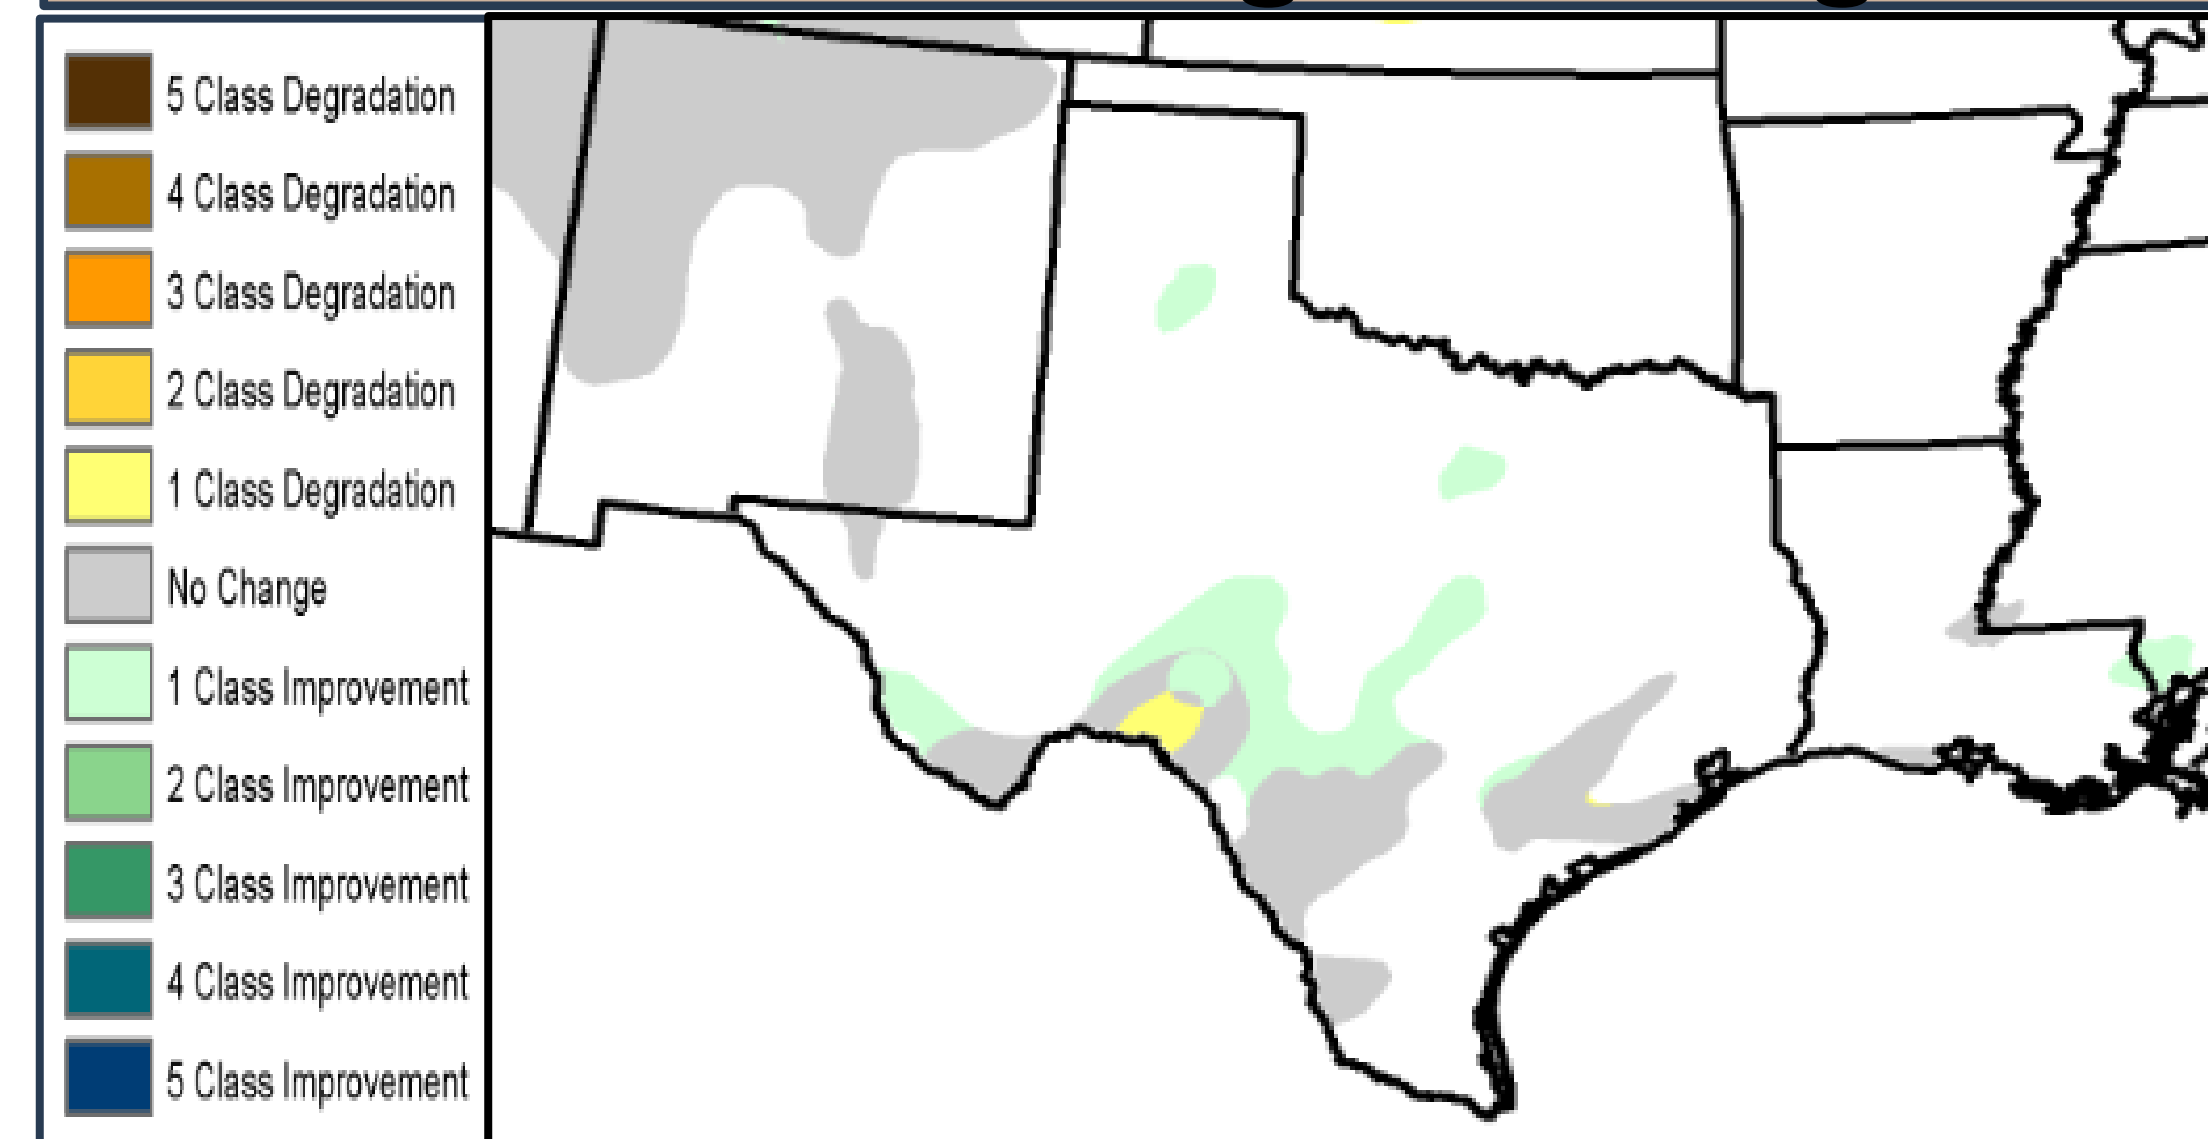 5 Class Degradation
4 Class Degradation
3 Class Degradation
2 Class Degradation
1 Class Degradation
No Change
1 Class Improvement
2 Class Improvement
3 Class Improvement
4 Class Improvement
5 Class Improvement